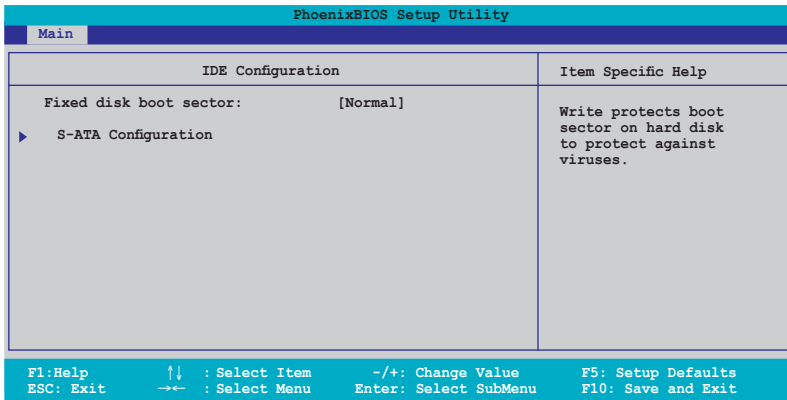 PhoenixBIOS Setup Utility
Main
IDE Configuration
Item Specific Help
Fixed disk boot sector: [Normal]
S-ATA Configuration
Write protects boot
sector on hard disk
to protect against
viruses.
F1:Help ↑↓ : Select Item -/+: Change Value F5: Setup Defaults
ESC: Exit →← : Select Menu Enter: Select SubMenu F10: Save and Exit